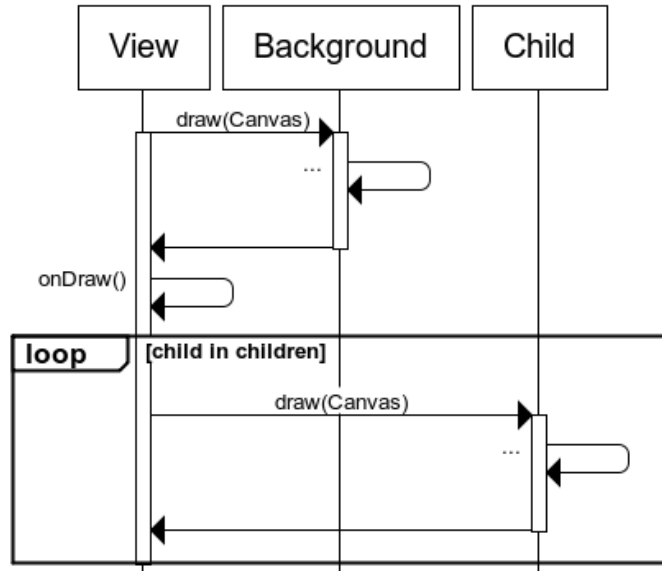 View
Background
Child
draw(Canvas)
...
onDraw()
loop
[child in children]
draw(Canvas)
...